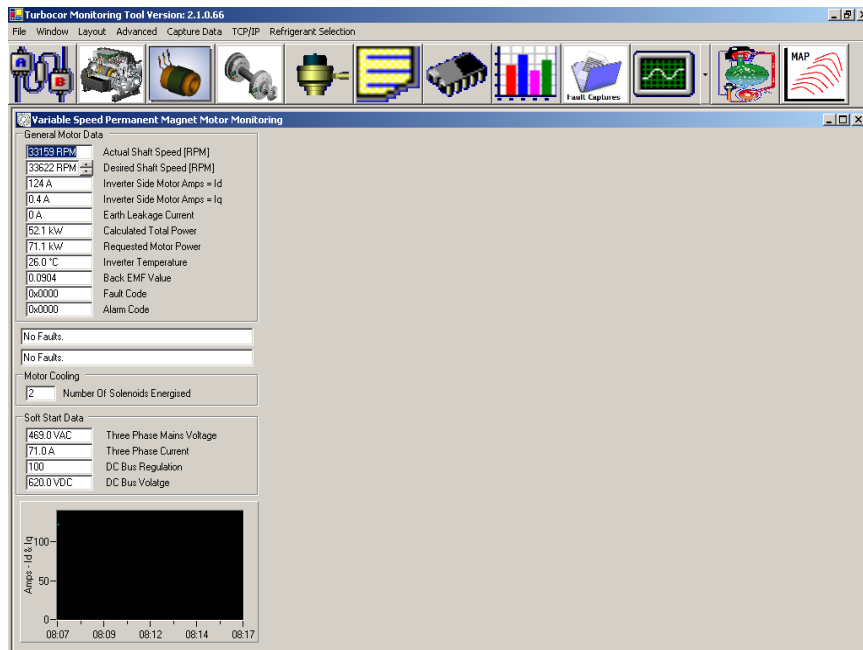 Turbocor Monitoring Tool Version: 2.1.0.66
File Window Layout Advanced Capture Data TCP/IP Refrigerant Selection
A
B
Fault Captures
MAP
Variable Speed Permanent Magnet Motor Monitoring
General Motor Data
33159 RPM Actual Shaft Speed [RPM]
33622 RPM Desired Shaft Speed [RPM]
124 A Inverter Side Motor Amps = Id
0.4 A Inverter Side Motor Amps = Iq
0 A Earth Leakage Current
52.1 kW Calculated Total Power
71.1 kW Requested Motor Power
26.0 °C Inverter Temperature
0.0904 Back EMF Value
0x0000 Fault Code
0x0000 Alarm Code
No Faults.
No Faults.
Motor Cooling
2 Number Of Solenoids Energised
Soft Start Data
469.0 VAC Three Phase Mains Voltage
71.0 A Three Phase Current
100 DC Bus Regulation
620.0 VDC DC Bus Volatge
Amps - Id & Iq
100
50
0
08:07 08:09 08:12 08:14 08:17